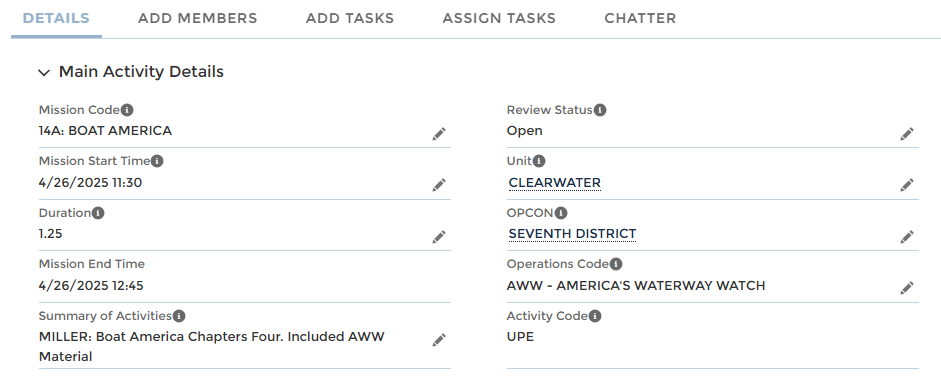 DETAILS ADD MEMBERS ADD TASKS ASSIGN TASKS CHATTER
Main Activity Details
Mission Code
14A: BOAT AMERICA
Review Status
Open
Mission Start Time
4/26/2025 11:30
Unit
CLEARWATER
Duration
1.25
OPCON
SEVENTH DISTRICT
Mission End Time
4/26/2025 12:45
Operations Code
AWW - AMERICA'S WATERWAY WATCH
Summary of Activities
MILLER: Boat America Chapters Four. Included AWW
Material
Activity Code
UPE